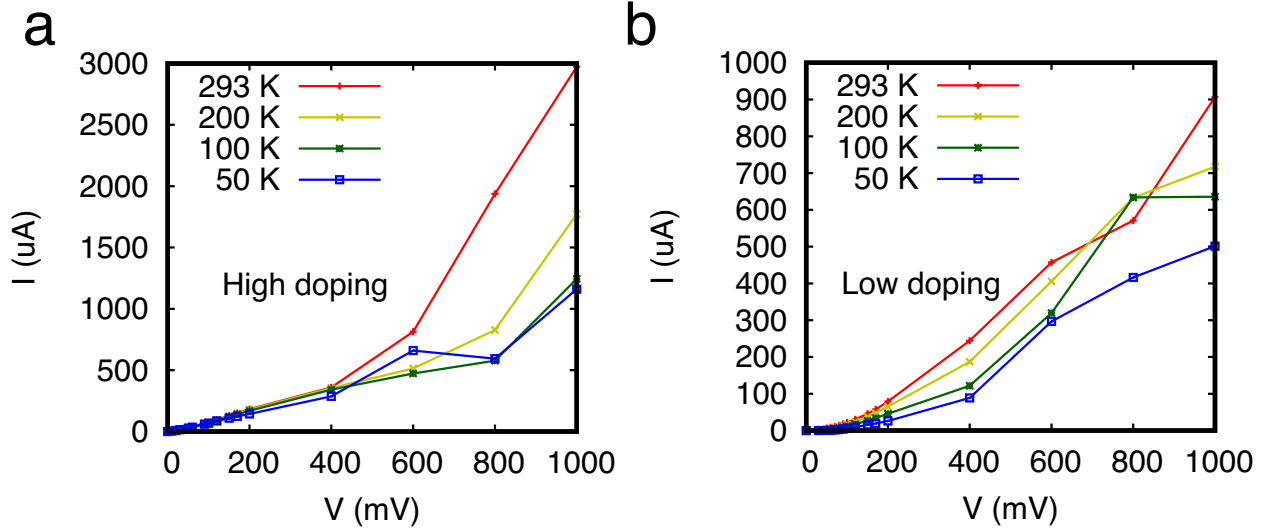 a
3000
2500
2000
1500
1000
500
0
I (uA)
293 K
200 K
100 K
50 K
High doping
0 200 400 600 800 1000
V (mV)
b
1000
900
800
700
600
500
400
300
200
100
0
I (uA)
293 K
200 K
100 K
50 K
Low doping
0 200 400 600 800 1000
V (mV)